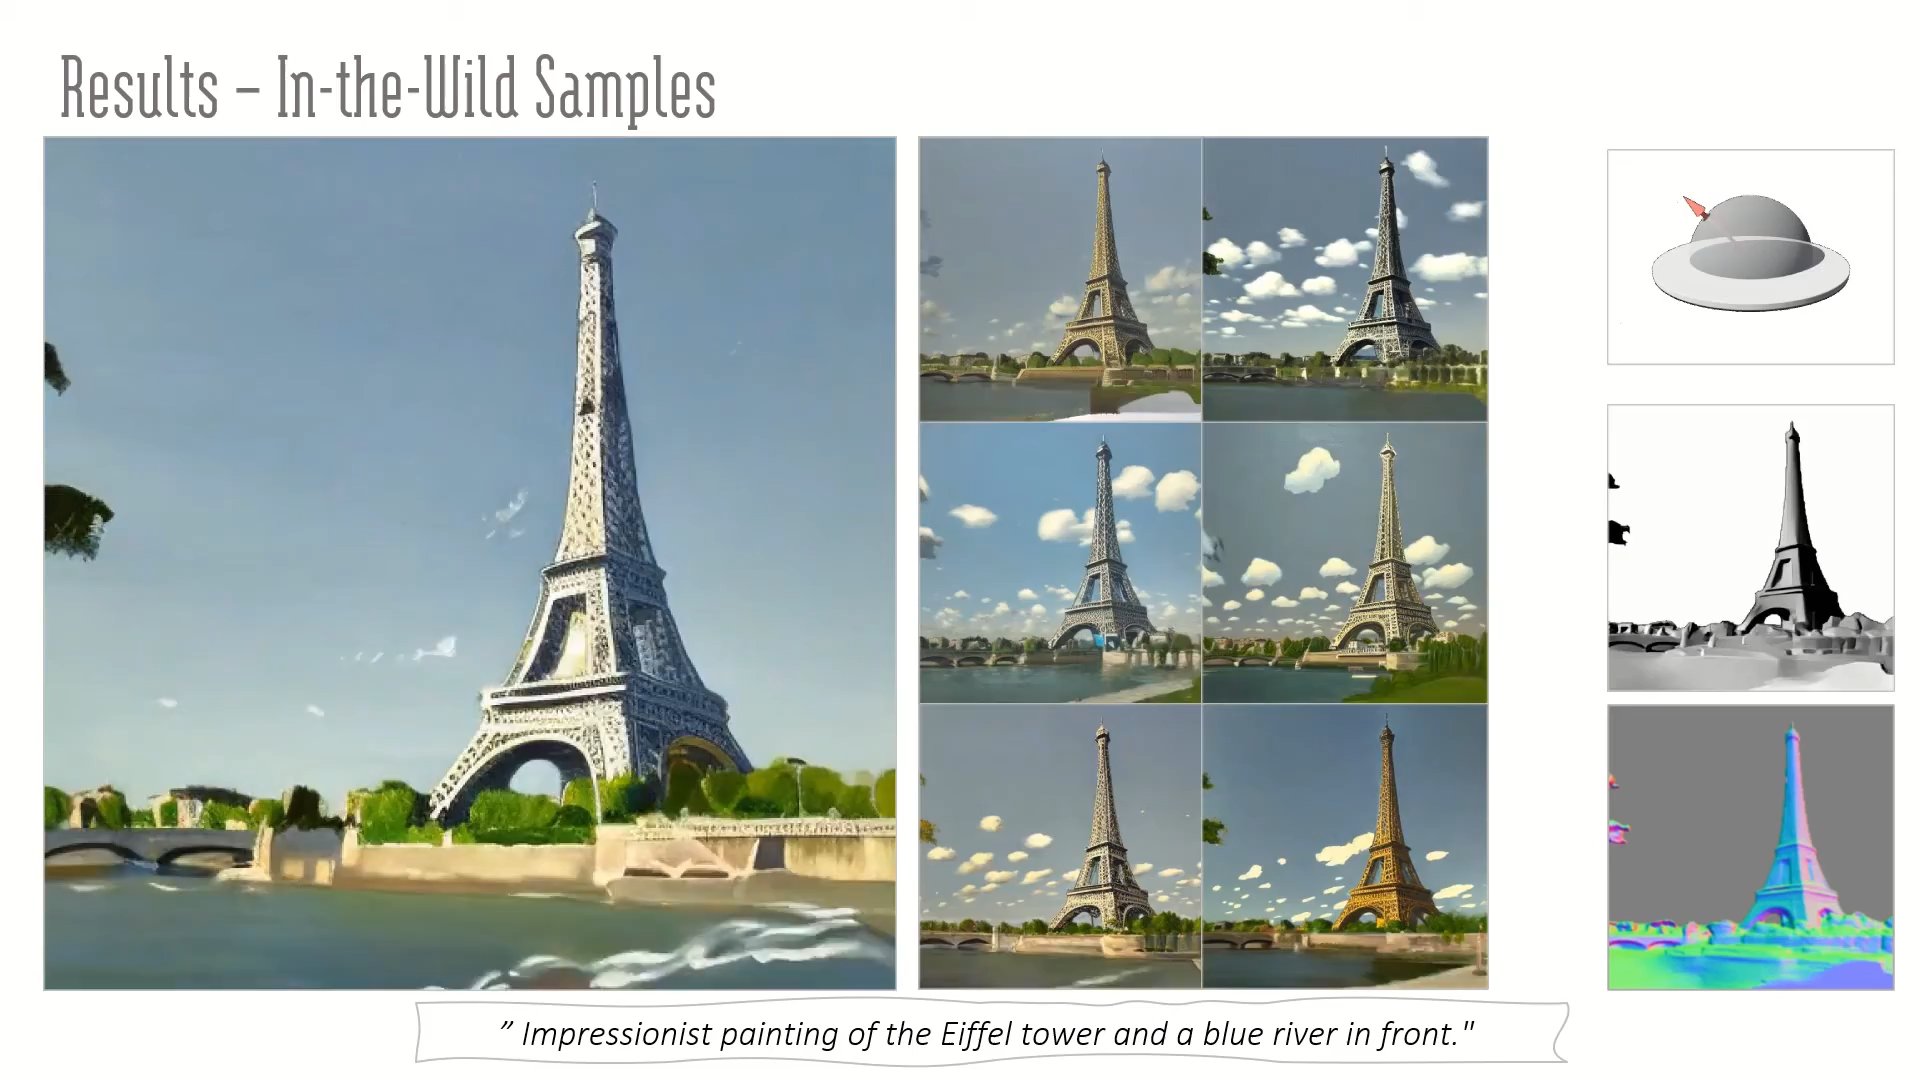 Results – In-the-Wild Samples
” Impressionist painting of the Eiffel tower and a blue river in front."